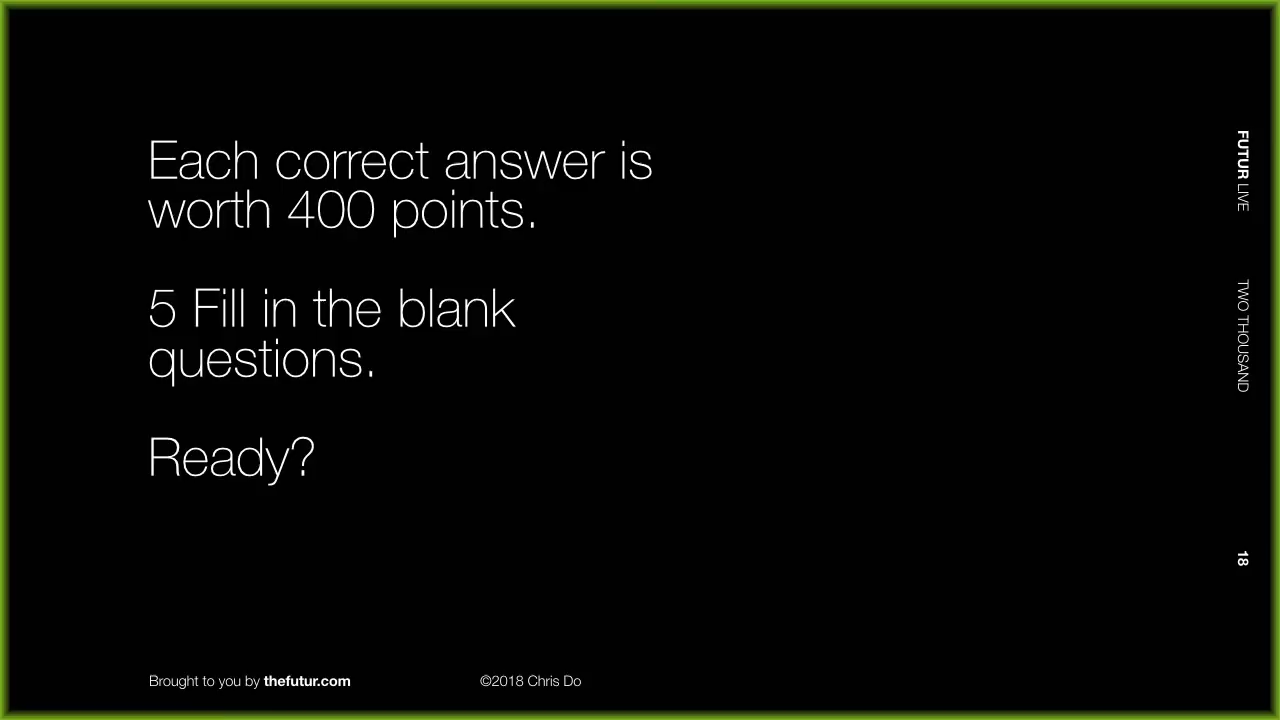 Each correct answer is
worth 400 points.
5 Fill in the blank
questions.
Ready?
FUTUR LIVE
TWO THOUSAND
18
Brought to you by thefutur.com
©2018 Chris Do